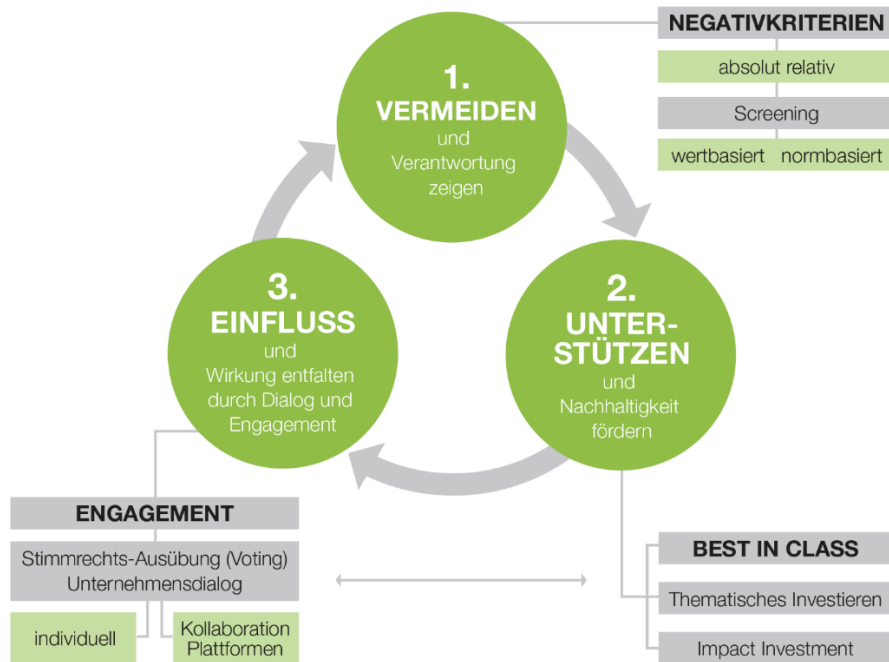 NEGATIVKRITERIEN
absolut relativ
Screening
wertbasiert normbasiert
1.
VERMEIDEN
und
Verantwortung
zeigen
2.
UNTER-
STÜTZEN
und
Nachhaltigkeit
fördern
3.
EINFLUSS
und
Wirkung entfalten
durch Dialog und
Engagement
ENGAGEMENT
Stimmrechts-Ausübung (Voting)
Unternehmensdialog
individuell
Kollaboration
Plattformen
BEST IN CLASS
Thematisches Investieren
Impact Investment